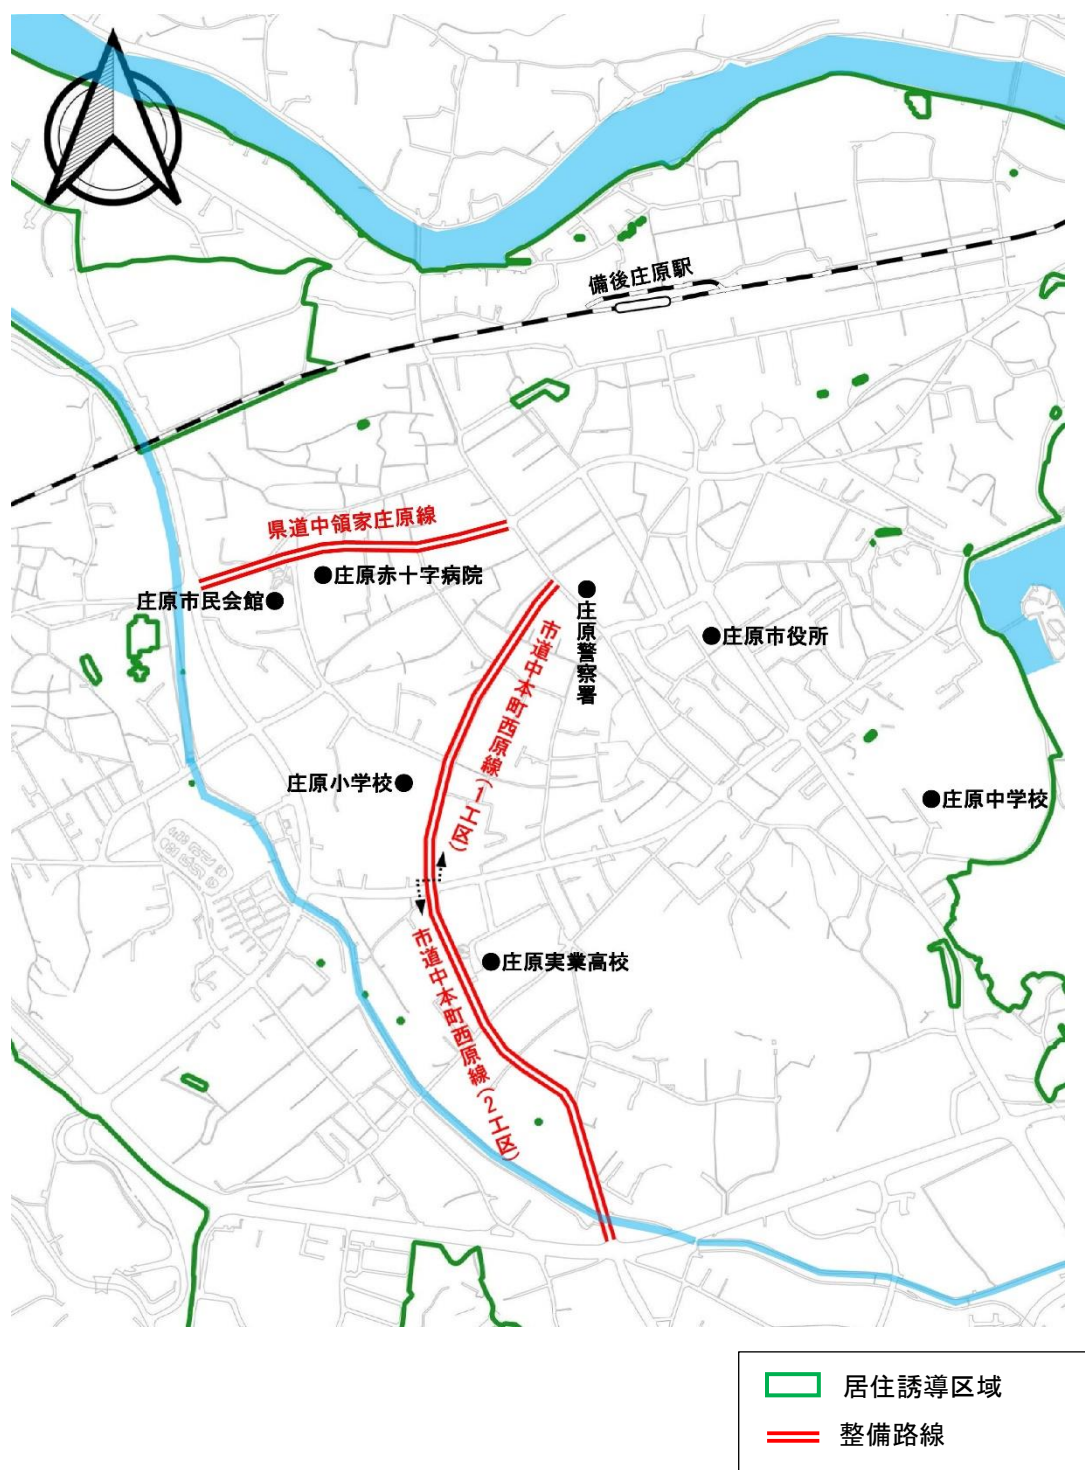 備後庄原駅
県道中領家庄原線
●庄原赤十字病院
庄原市民会館●
●庄原警察署
●庄原市役所
市道中本町西原線(1工区)
庄原小学校●
●庄原中学校
●庄原実業高校
市道中本町西原線(2工区)
居住誘導区域
整備路線